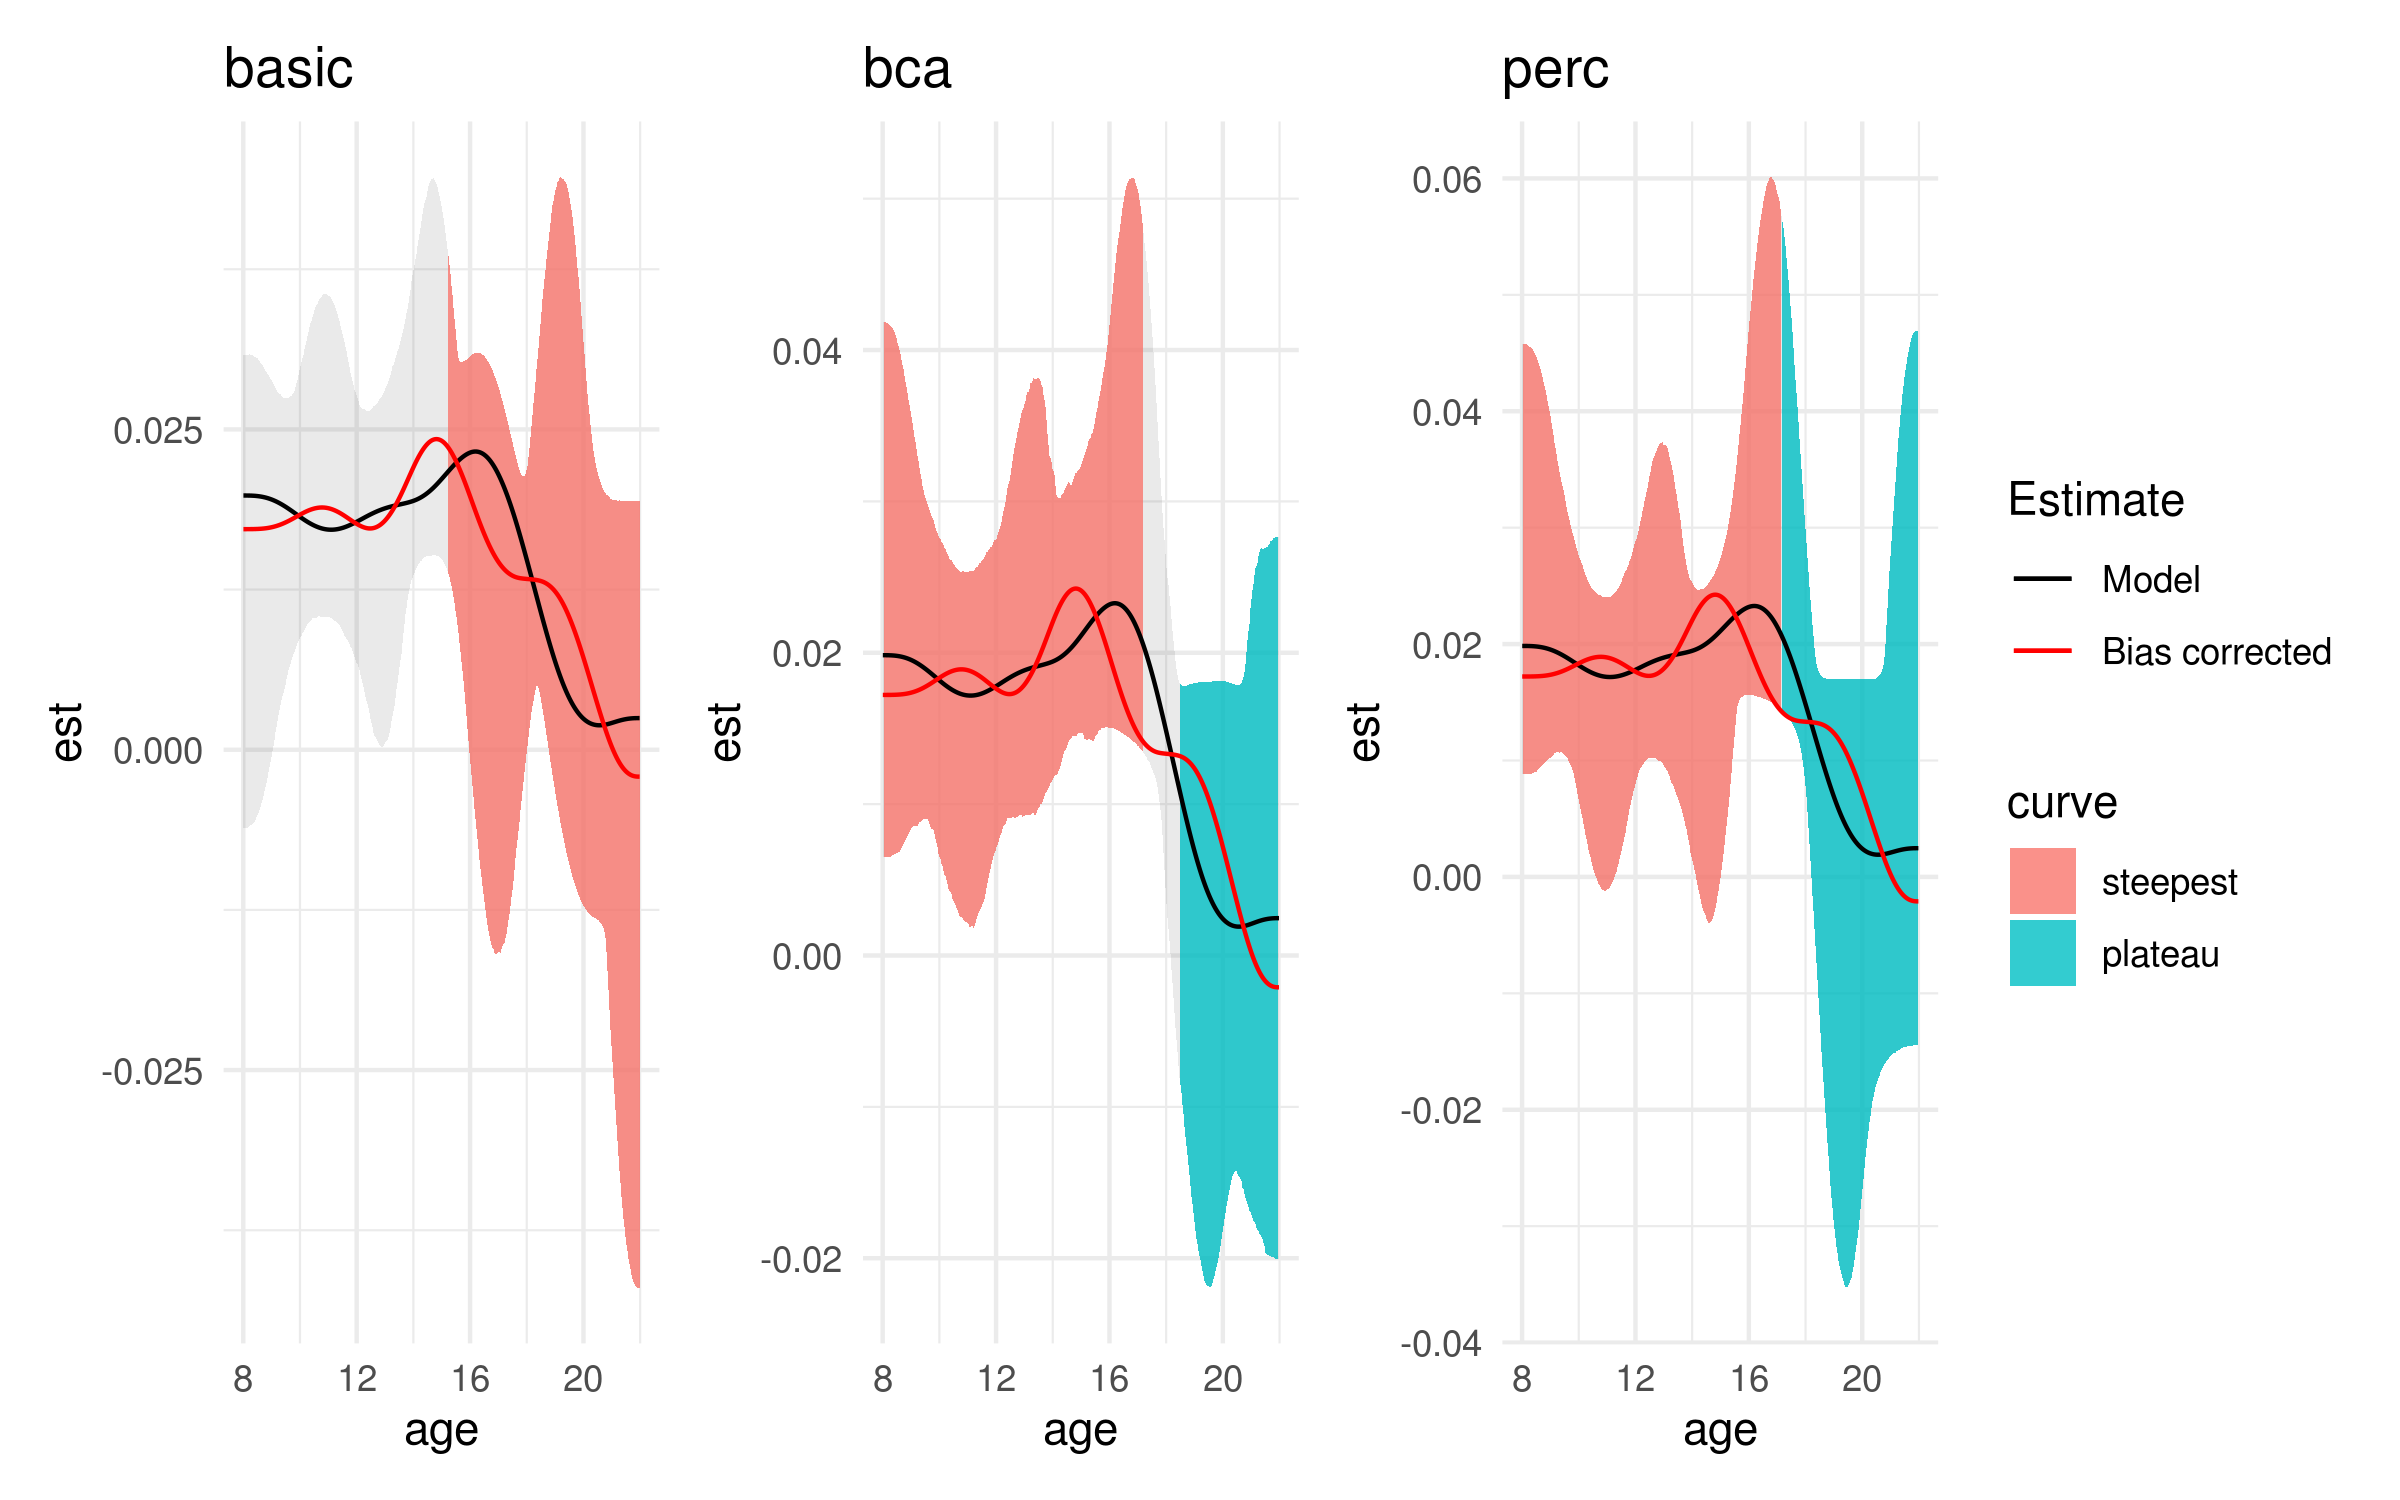 basic
bca
perc
est
0.025
0.000
-0.025
8 12 16 20
age
est
0.04
0.02
0.00
-0.02
8 12 16 20
age
est
0.06
0.04
0.02
0.00
-0.02
-0.04
8 12 16 20
age
Estimate
Model
Bias corrected
curve
steepest
plateau